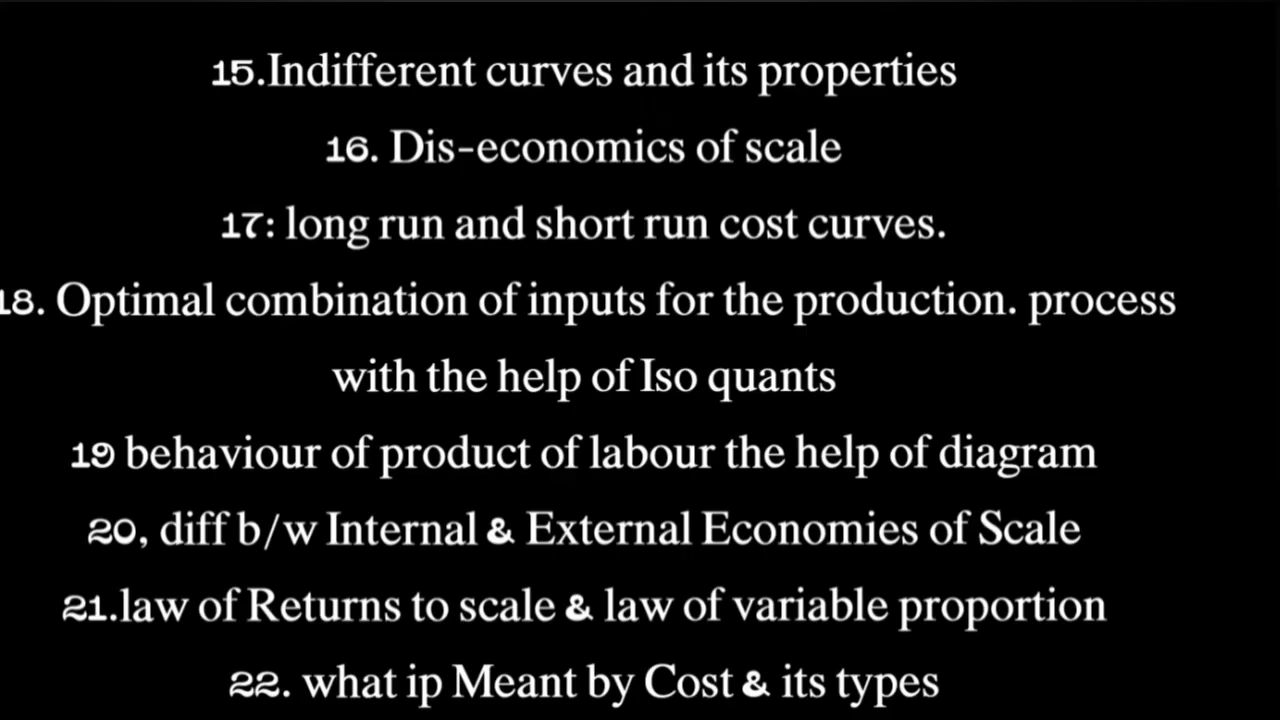 15.Indifferent curves and its properties
16. Dis-economics of scale
17: long run and short run cost curves.
18. Optimal combination of inputs for the production. process
with the help of Iso quants
19 behaviour of product of labour the help of diagram
20, diff b/w Internal & External Economies of Scale
21.law of Returns to scale & law of variable proportion
22. what ip Meant by Cost & its types